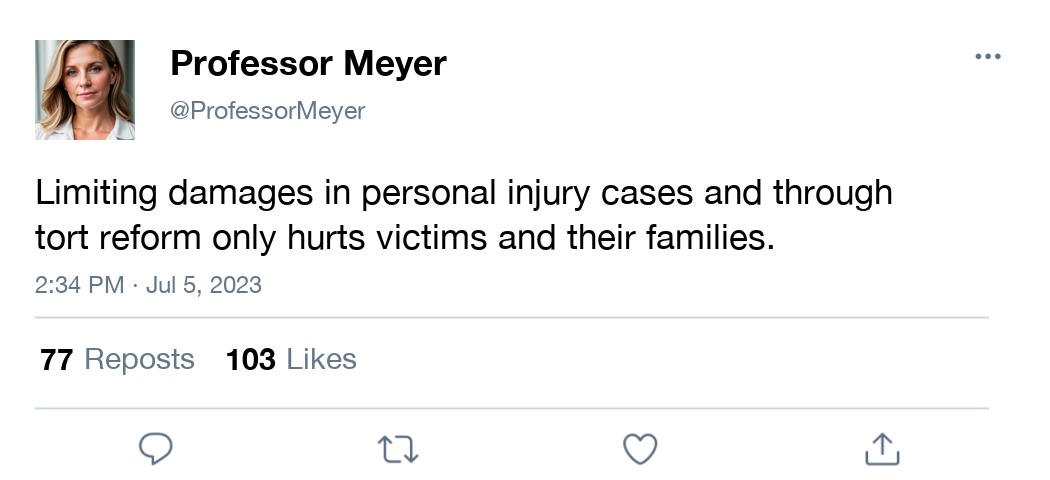 Professor Meyer
@ProfessorMeyer
Limiting damages in personal injury cases and through
tort reform only hurts victims and their families.
2:34 PM · Jul 5, 2023
77 Reposts 103 Likes